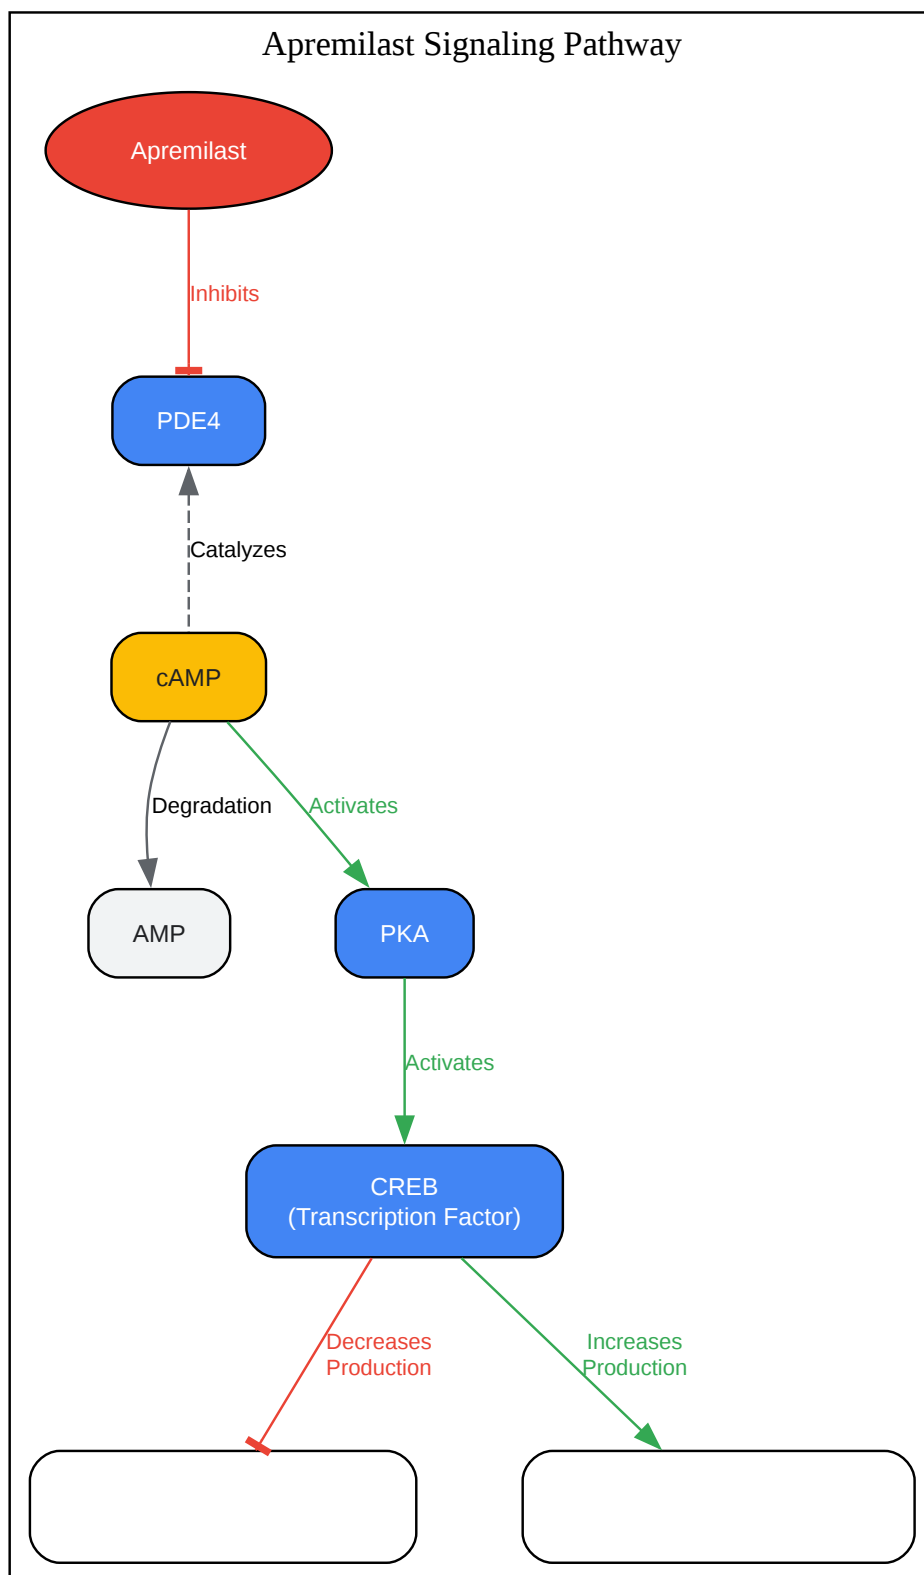 Apremilast Signaling Pathway
Apremilast
Inhibits
PDE4
Catalyzes
cAMP
Degradation
Activates
AMP
PKA
Activates
CREB
(Transcription Factor)
Decreases
Production
Increases
Production